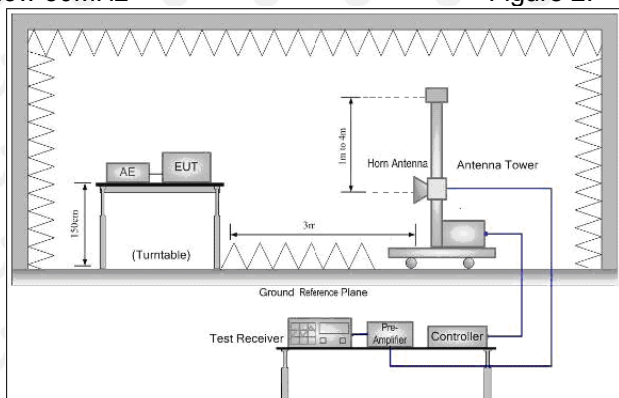 Figure 2.
1m to 4m
Horn Antenna
Antenna Tower
AE
EUT
150cm
(Turntable)
3m
Ground Reference Plane
Test Receiver
Pre-
Amplifier
Controller